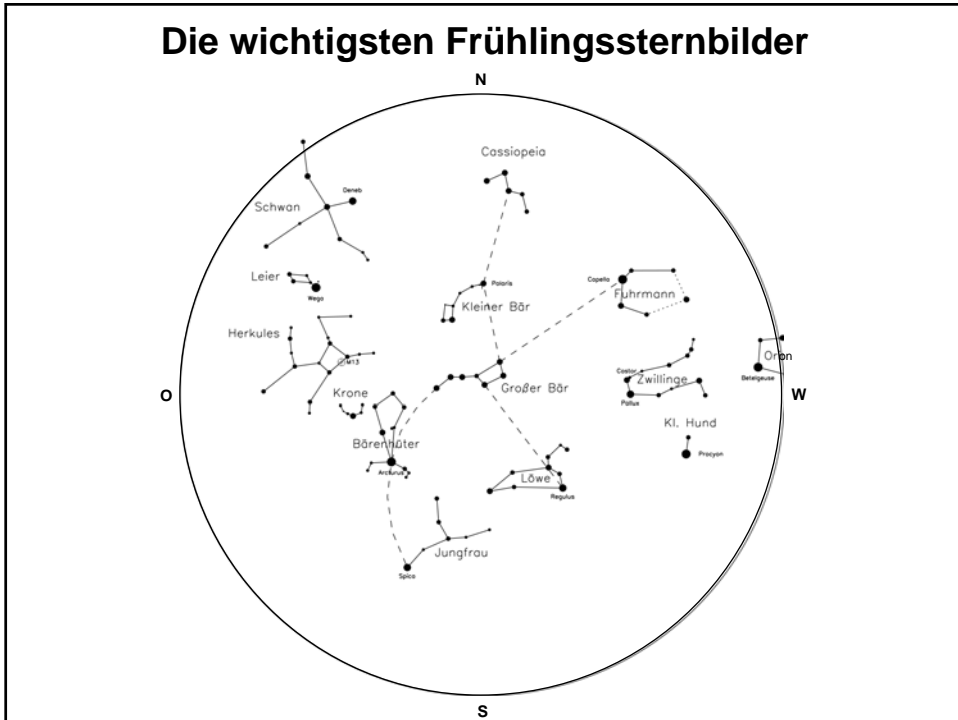 Die wichtigsten Frühlingssternbilder
N
Cassiopeia
Deneb
Schwan
Leier
Wega
Polaris
Kleiner Bär
Capella
Fuhrmann
Herkules
M13
Krone
Großer Bär
Castor
Zwillinge
Pollux
Orion
Beteigeuse
O
W
Kl. Hund
Procyon
Bärenhüter
Arcturus
Löwe
Regulus
Jungfrau
Spica
S